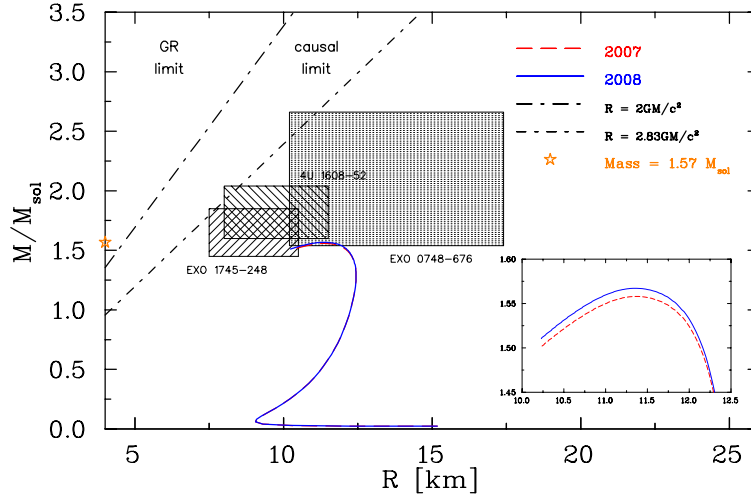 3.5
3.0
2.5
2.0
1.5
1.0
0.5
0.0
M/M_sol
5
10
15
20
25
R [km]
GR
limit
causal
limit
4U 1608-52
EXO 1745-248
EXO 0748-676
2007
2008
R = 2GM/c²
R = 2.83GM/c²
Mass = 1.57 M_sol
1.60
1.55
1.50
1.45
10.0
10.5
11.0
11.5
12.0
12.5